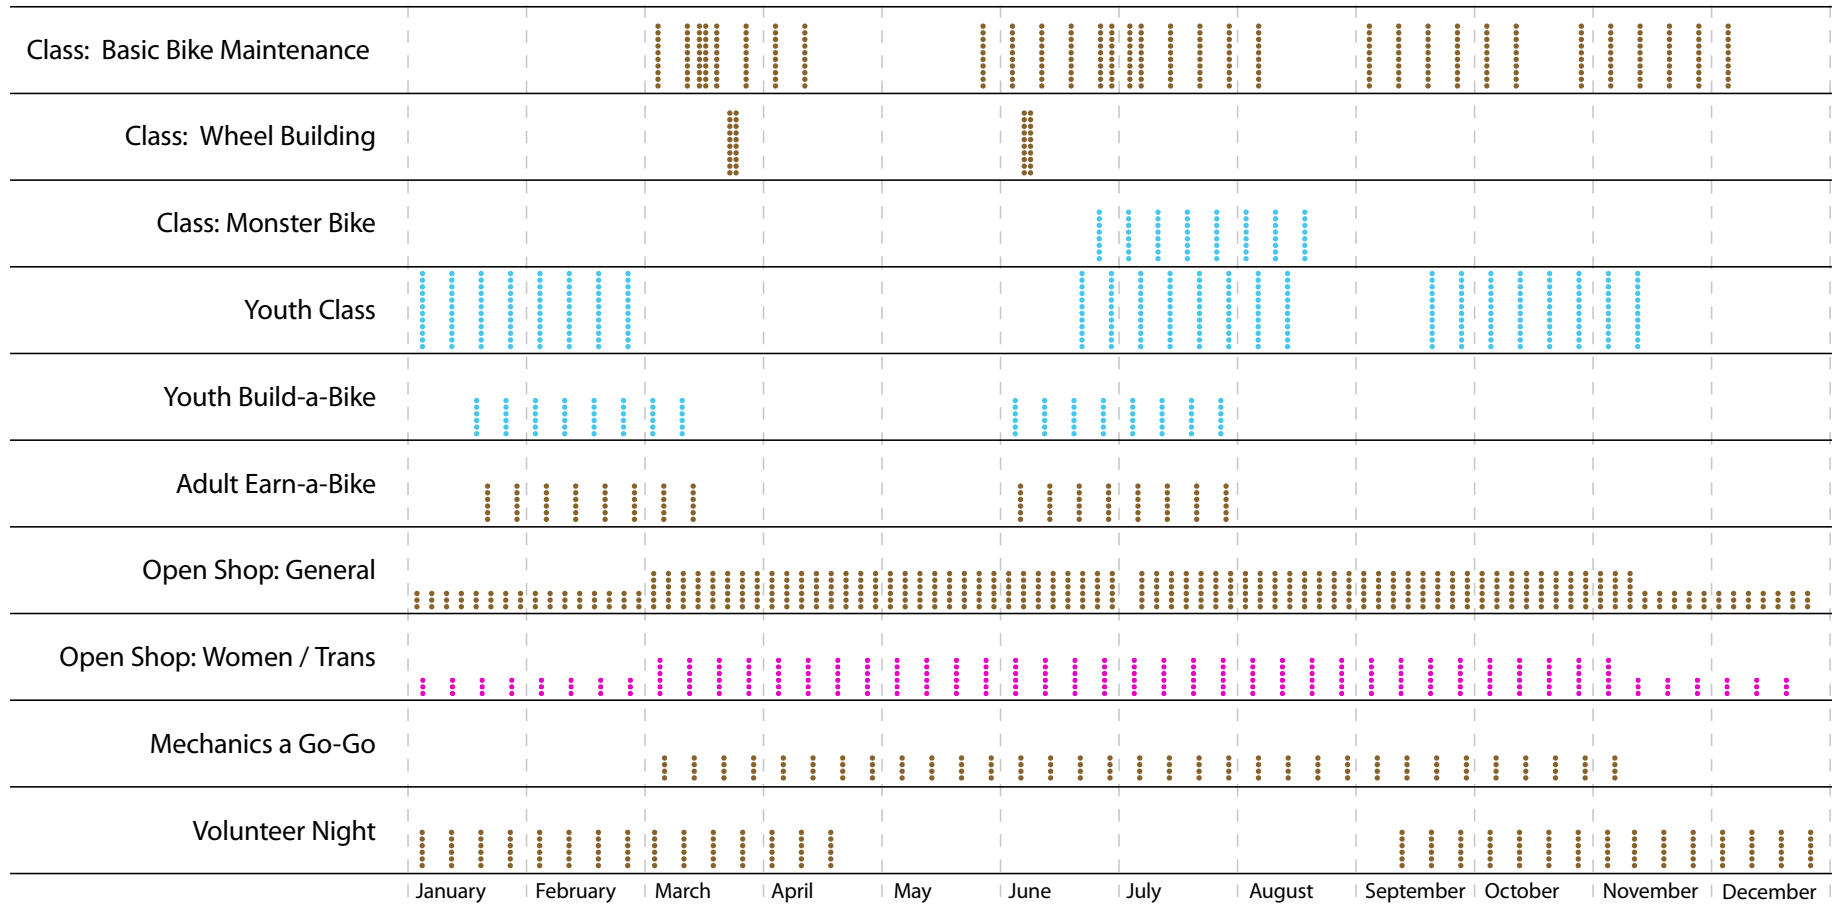 Class:  Basic Bike Maintenance
Class:  Wheel Building
Class: Monster Bike
Youth Class
Youth Build-a-Bike
Adult Earn-a-Bike
Open Shop: General
Open Shop: Women / Trans
Mechanics a Go-Go
Volunteer Night
January February March April May June July August September October November December